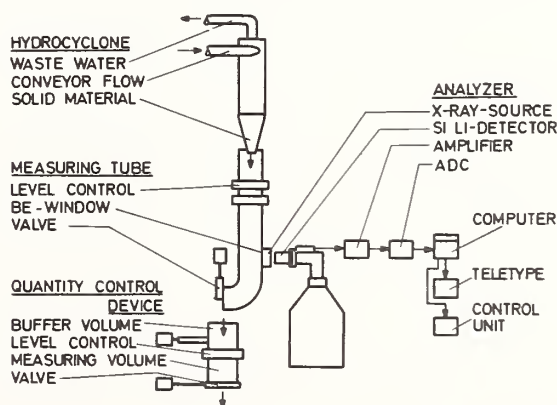 HYDROCYCLONE
WASTE WATER
CONVEYOR FLOW
SOLID MATERIAL
MEASURING TUBE
LEVEL CONTROL
BE-WINDOW
VALVE
QUANTITY CONTROL
DEVICE
BUFFER VOLUME
LEVEL CONTROL
MEASURING VOLUME
VALVE
ANALYZER
X-RAY-SOURCE
SI LI-DETECTOR
AMPLIFIER
ADC
COMPUTER
TELETYPE
CONTROL
UNIT